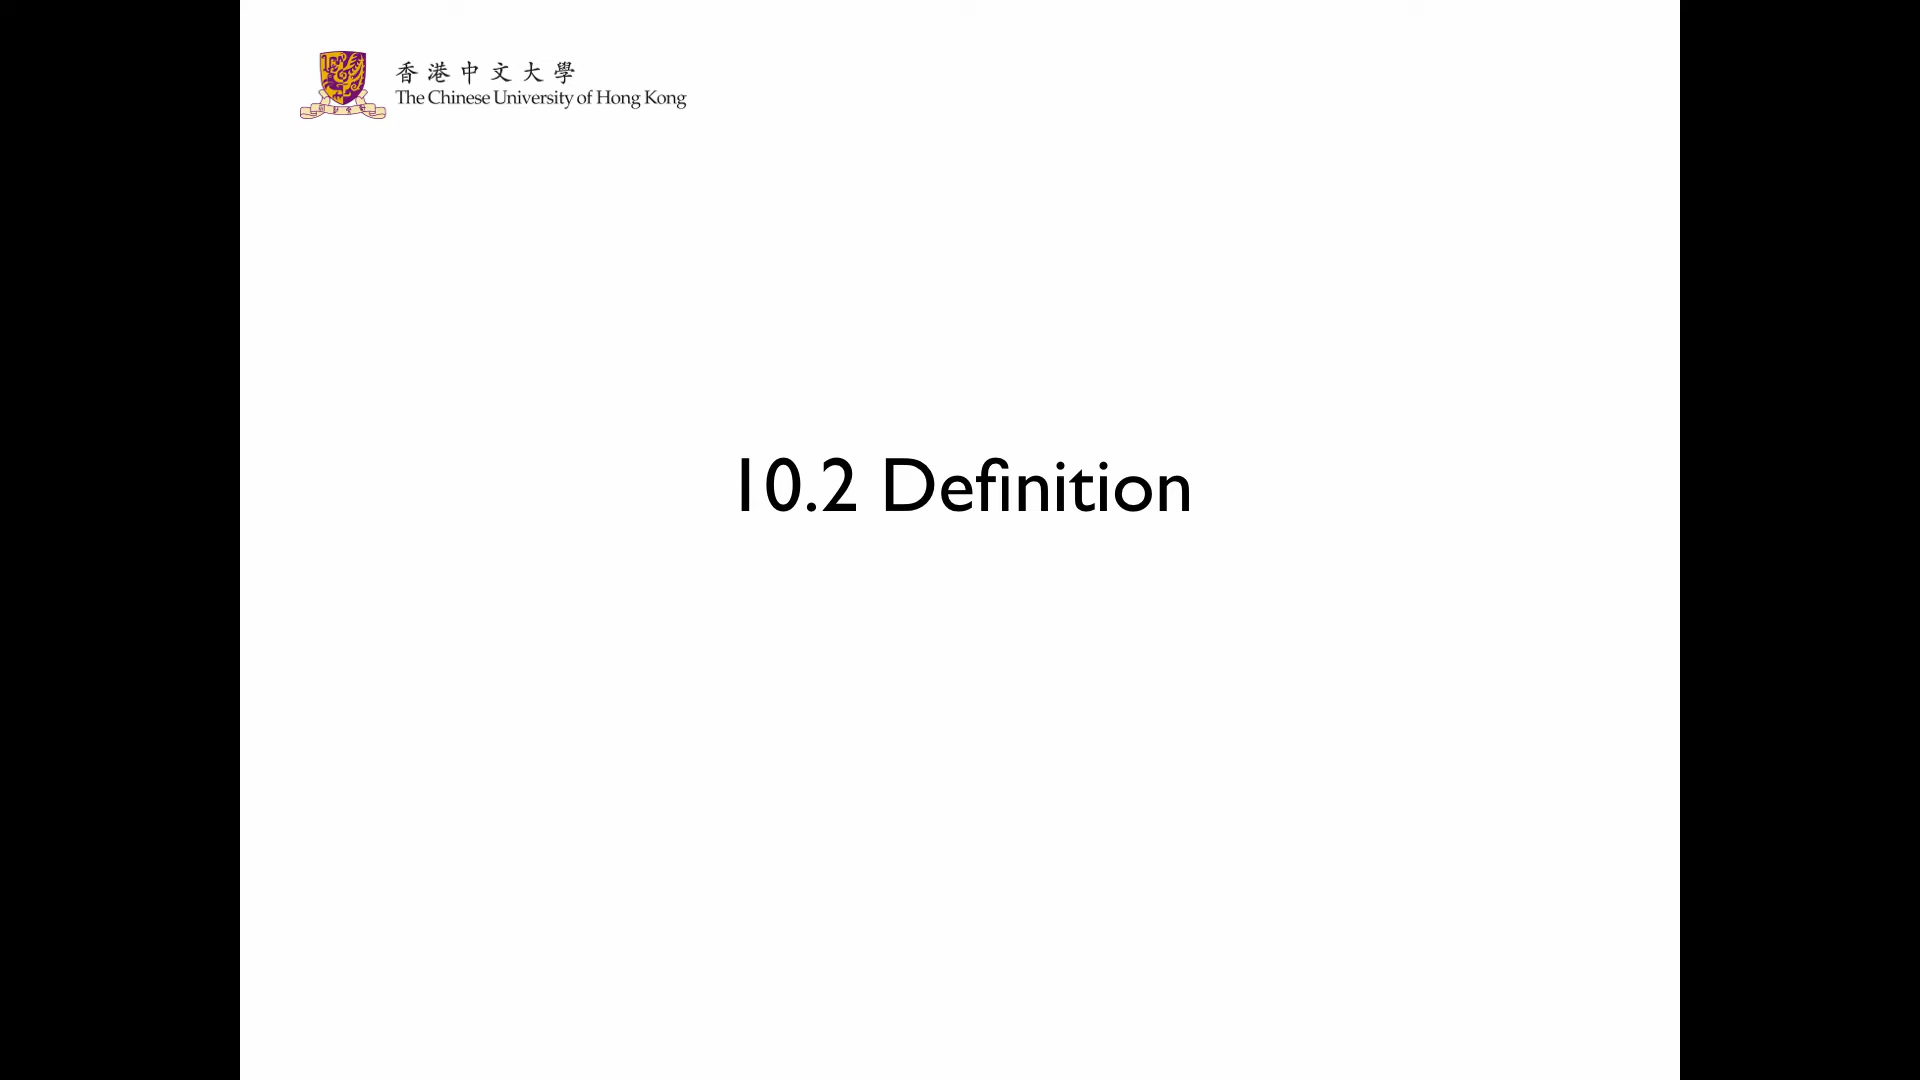 香港中文大學
The Chinese University of Hong Kong
10.2 Definition